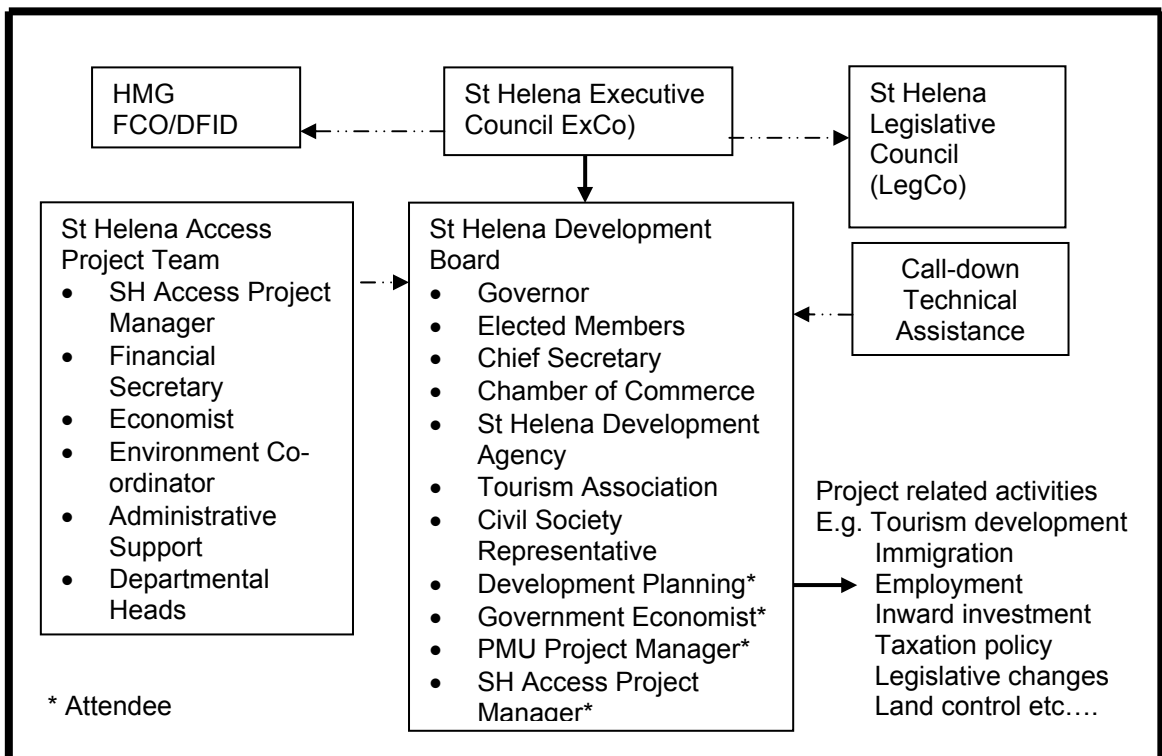 HMG
FCO/DFID
St Helena Executive
Council ExCo)
St Helena
Legislative
Council
(LegCo)
St Helena Access
Project Team
• SH Access Project
Manager
• Financial
Secretary
• Economist
• Environment Co-
ordinator
• Administrative
Support
• Departmental
Heads
St Helena Development
Board
• Governor
• Elected Members
• Chief Secretary
• Chamber of Commerce
• St Helena Development
Agency
• Tourism Association
• Civil Society
Representative
• Development Planning*
• Government Economist*
• PMU Project Manager*
• SH Access Project
Manager*
Call-down
Technical
Assistance
Project related activities
E.g. Tourism development
Immigration
Employment
Inward investment
Taxation policy
Legislative changes
Land control etc….
* Attendee